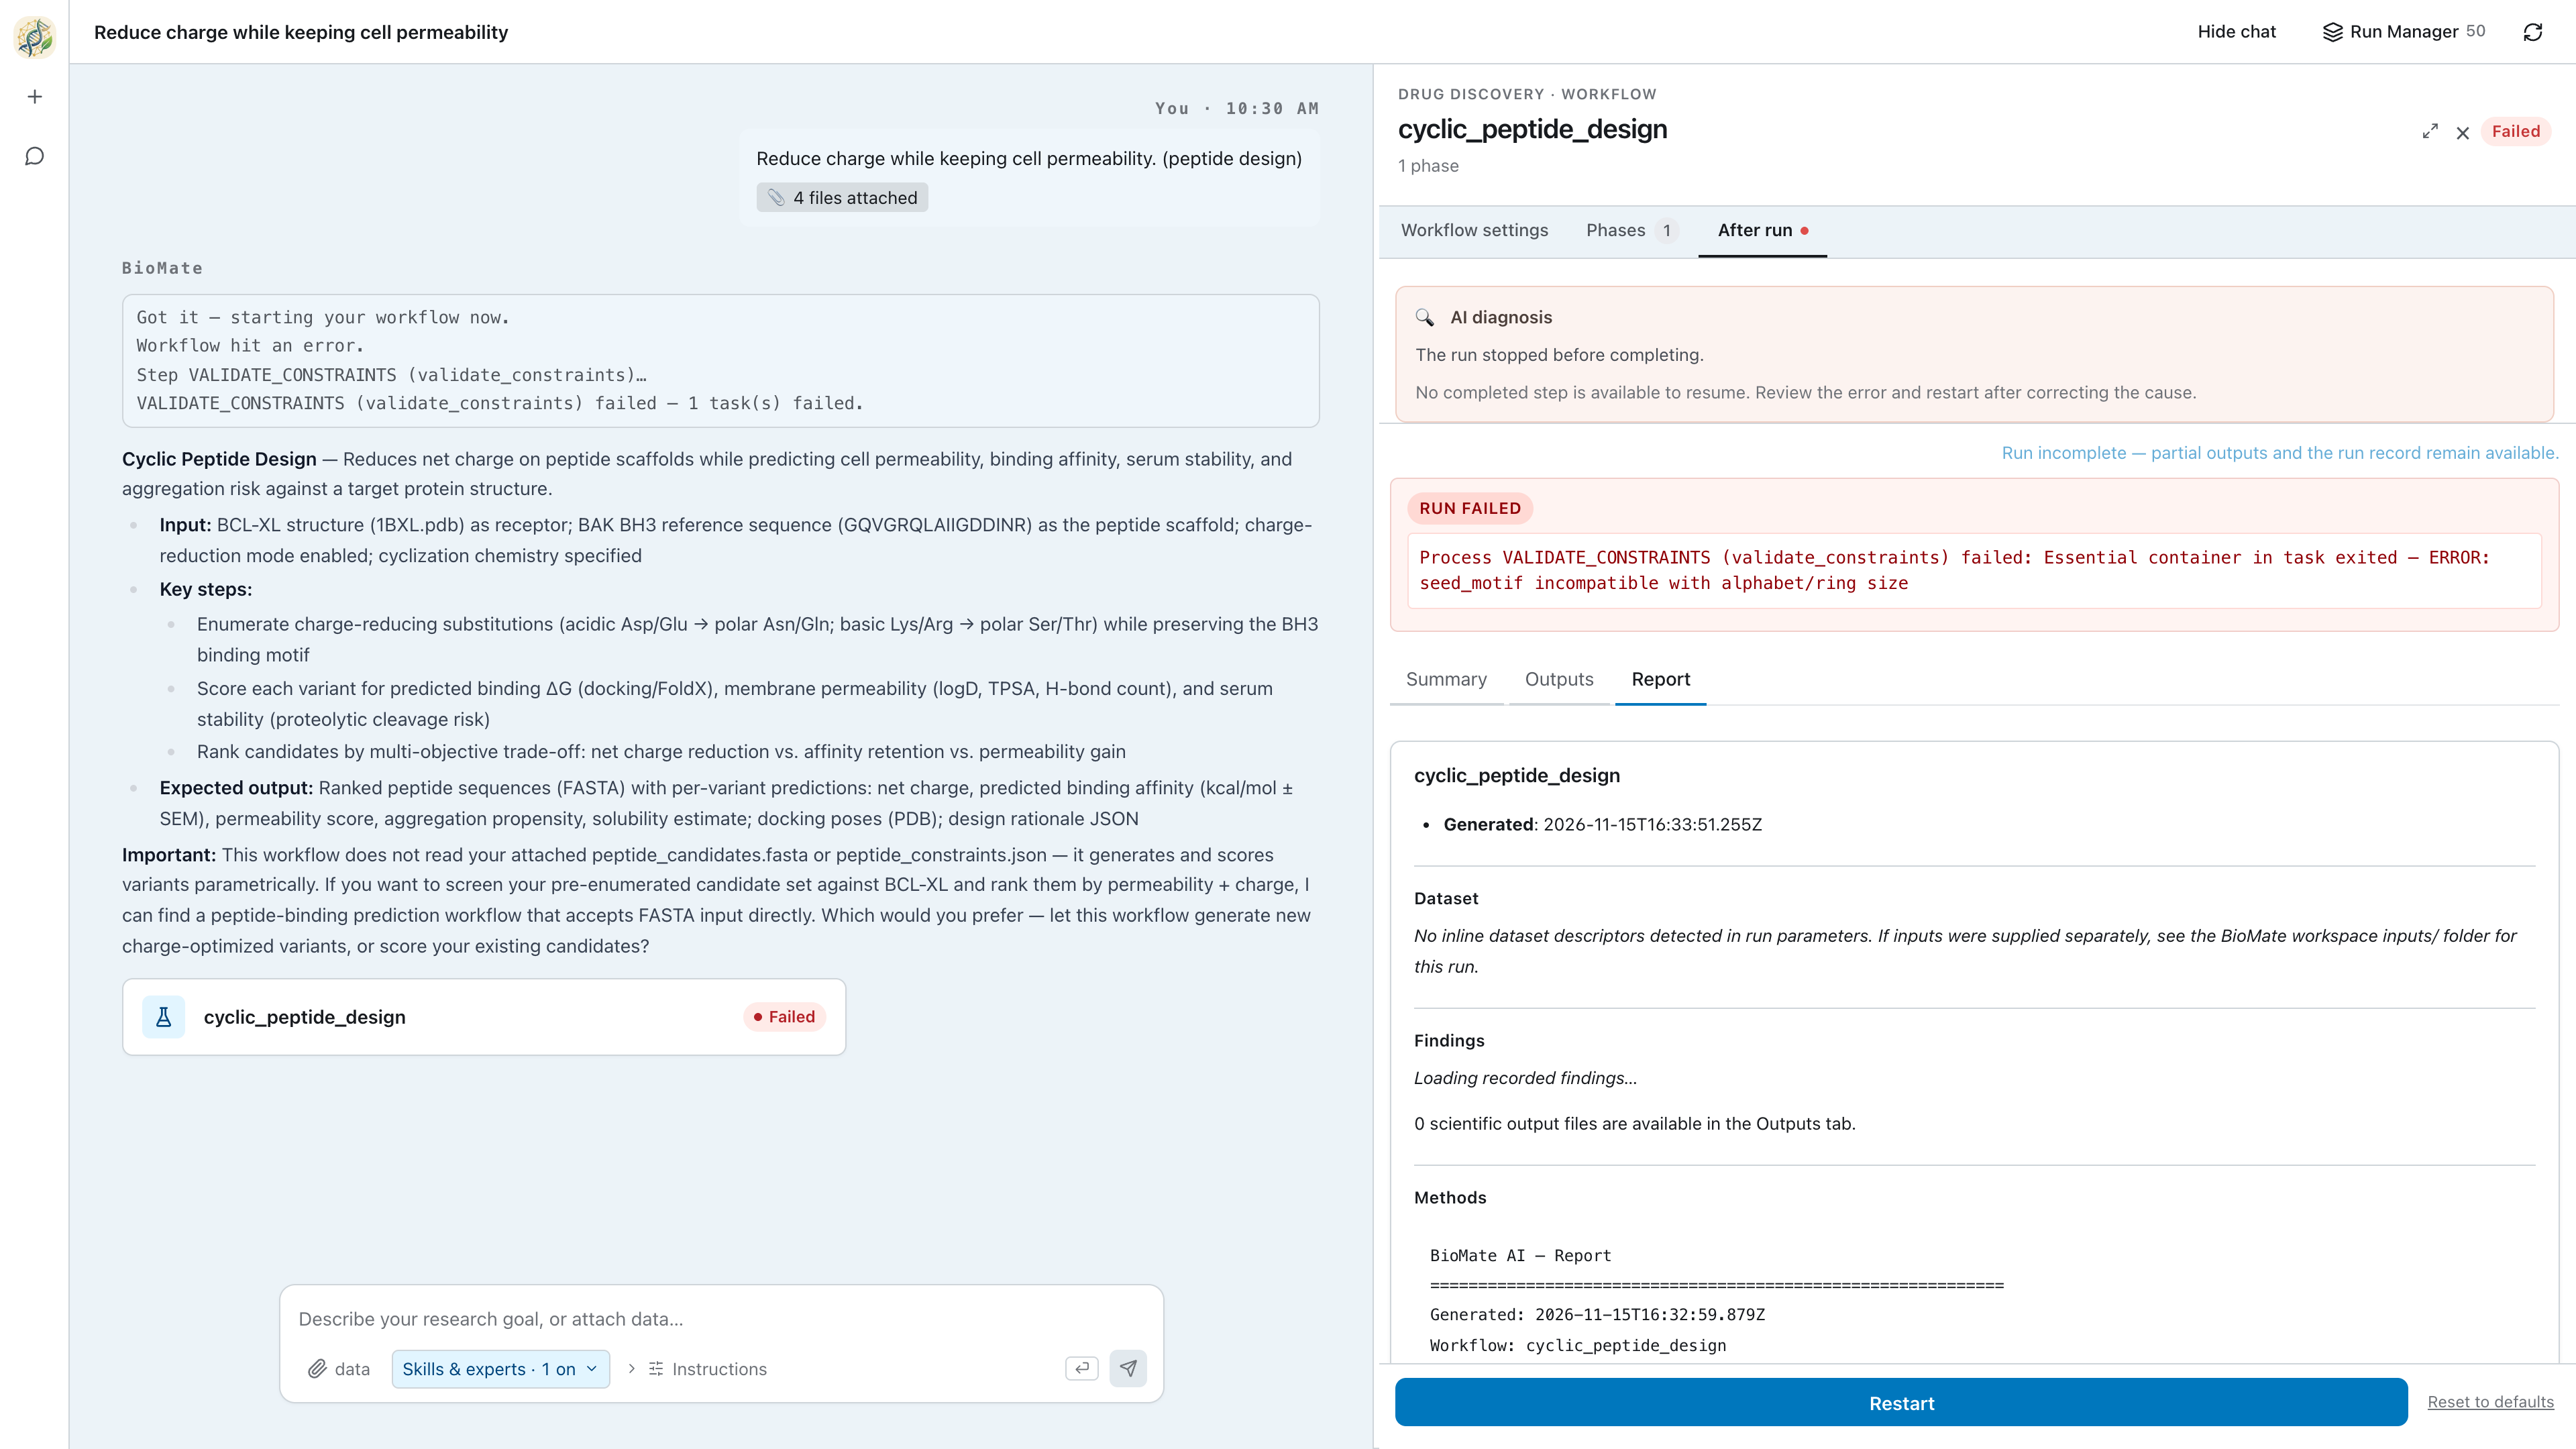 Reduce charge while keeping cell permeability
Hide chat
Run Manager 50
You · 10:30 AM
Reduce charge while keeping cell permeability. (peptide design)
4 files attached
BioMate
Got it — starting your workflow now.
Workflow hit an error.
Step VALIDATE_CONSTRAINTS (validate_constraints)…
VALIDATE_CONSTRAINTS (validate_constraints) failed — 1 task(s) failed.
Cyclic Peptide Design — Reduces net charge on peptide scaffolds while predicting cell permeability, binding affinity, serum stability, and
aggregation risk against a target protein structure.
Input: BCL-XL structure (1BXL.pdb) as receptor; BAK BH3 reference sequence (GQVGRQLAIIGDDINR) as the peptide scaffold; charge-
reduction mode enabled; cyclization chemistry specified
Key steps:
Enumerate charge-reducing substitutions (acidic Asp/Glu → polar Asn/Gln; basic Lys/Arg → polar Ser/Thr) while preserving the BH3
binding motif
Score each variant for predicted binding ΔG (docking/FoldX), membrane permeability (logD, TPSA, H-bond count), and serum
stability (proteolytic cleavage risk)
Rank candidates by multi-objective trade-off: net charge reduction vs. affinity retention vs. permeability gain
Expected output: Ranked peptide sequences (FASTA) with per-variant predictions: net charge, predicted binding affinity (kcal/mol ±
SEM), permeability score, aggregation propensity, solubility estimate; docking poses (PDB); design rationale JSON
Important: This workflow does not read your attached peptide_candidates.fasta or peptide_constraints.json — it generates and scores
variants parametrically. If you want to screen your pre-enumerated candidate set against BCL-XL and rank them by permeability + charge, I
can find a peptide-binding prediction workflow that accepts FASTA input directly. Which would you prefer — let this workflow generate new
charge-optimized variants, or score your existing candidates?
cyclic_peptide_design
Failed
Describe your research goal, or attach data...
data
Skills & experts · 1 on
Instructions
DRUG DISCOVERY · WORKFLOW
cyclic_peptide_design
Failed
1 phase
Workflow settings
Phases 1
After run
AI diagnosis
The run stopped before completing.
No completed step is available to resume. Review the error and restart after correcting the cause.
Run incomplete — partial outputs and the run record remain available.
RUN FAILED
Process VALIDATE_CONSTRAINTS (validate_constraints) failed: Essential container in task exited — ERROR:
seed_motif incompatible with alphabet/ring size
Summary
Outputs
Report
cyclic_peptide_design
Generated: 2026-11-15T16:33:51.255Z
Dataset
No inline dataset descriptors detected in run parameters. If inputs were supplied separately, see the BioMate workspace inputs/ folder for
this run.
Findings
Loading recorded findings…
0 scientific output files are available in the Outputs tab.
Methods
BioMate AI — Report
============================================================
Generated: 2026-11-15T16:32:59.879Z
Workflow: cyclic_peptide_design
Restart
Reset to defaults